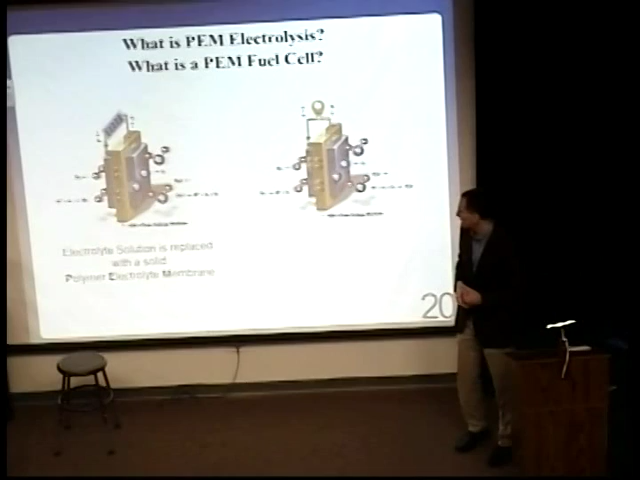 What is PEM Electrolysis?
What is a PEM Fuel Cell?
Electrolyte Solution is replaced
with a solid
Polymer Electrolyte Membrane
20